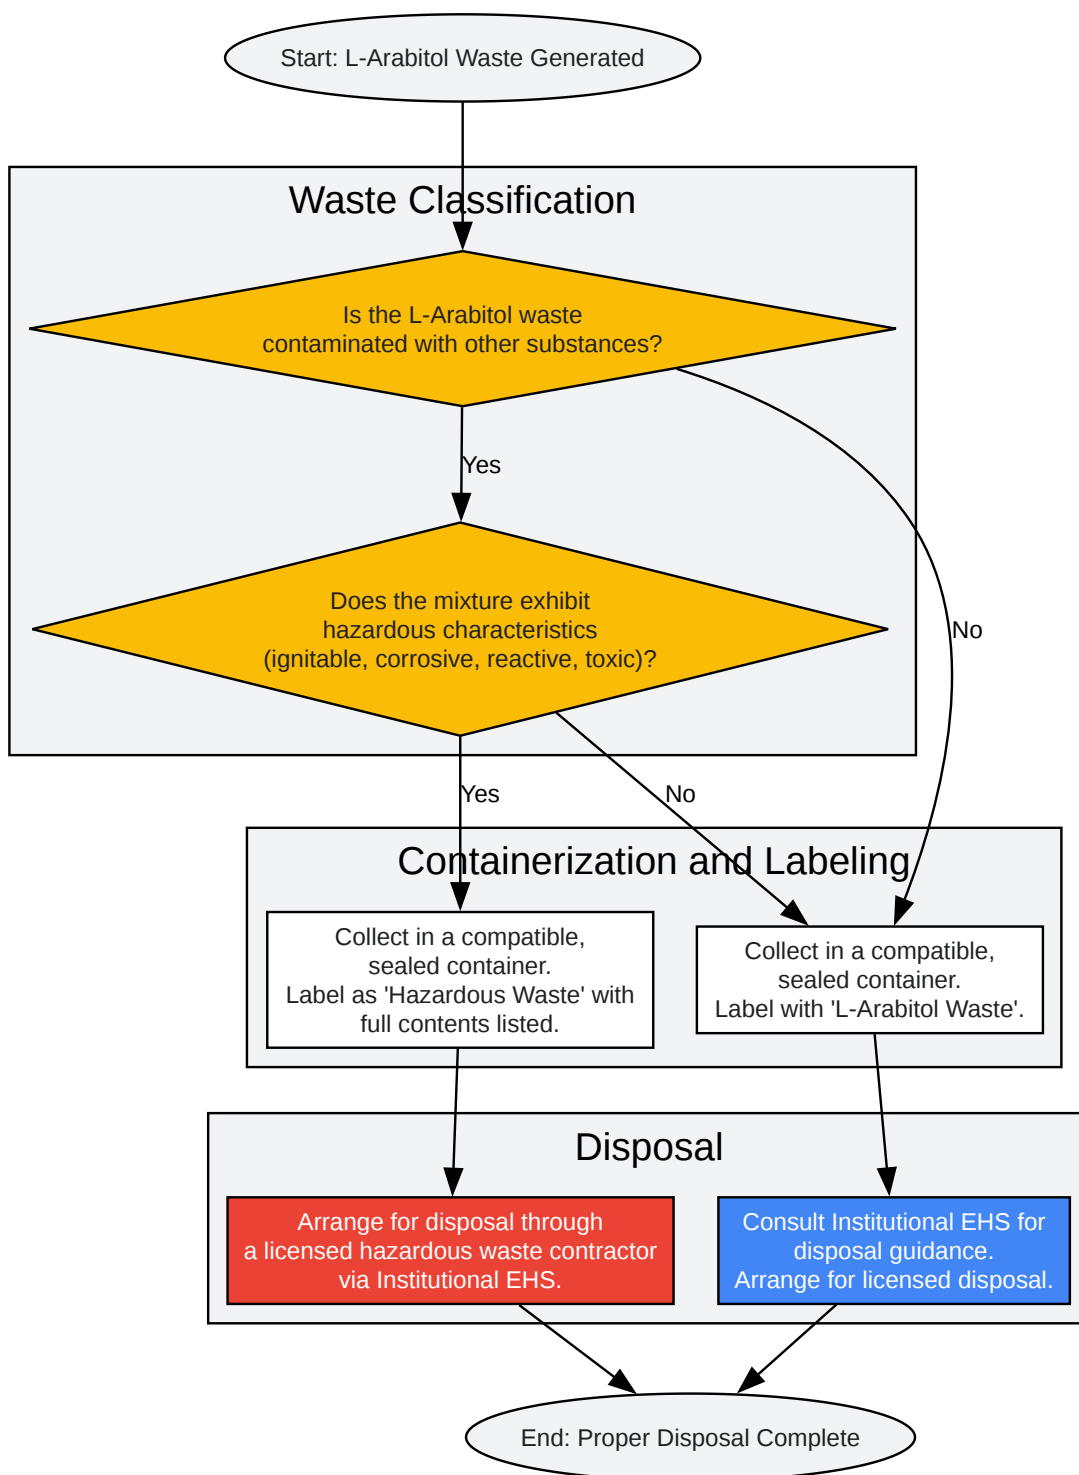 Start: L-Arabitol Waste Generated
Waste Classification
Is the L-Arabitol waste
contaminated with other substances?
Yes
Does the mixture exhibit
hazardous characteristics
(ignitable, corrosive, reactive, toxic)?
No
Yes
No
Containerization and Labeling
Collect in a compatible,
sealed container.
Label as 'Hazardous Waste' with
full contents listed.
Collect in a compatible,
sealed container.
Label with 'L-Arabitol Waste'.
Disposal
Arrange for disposal through
a licensed hazardous waste contractor
via Institutional EHS.
Consult Institutional EHS for
disposal guidance.
Arrange for licensed disposal.
End: Proper Disposal Complete